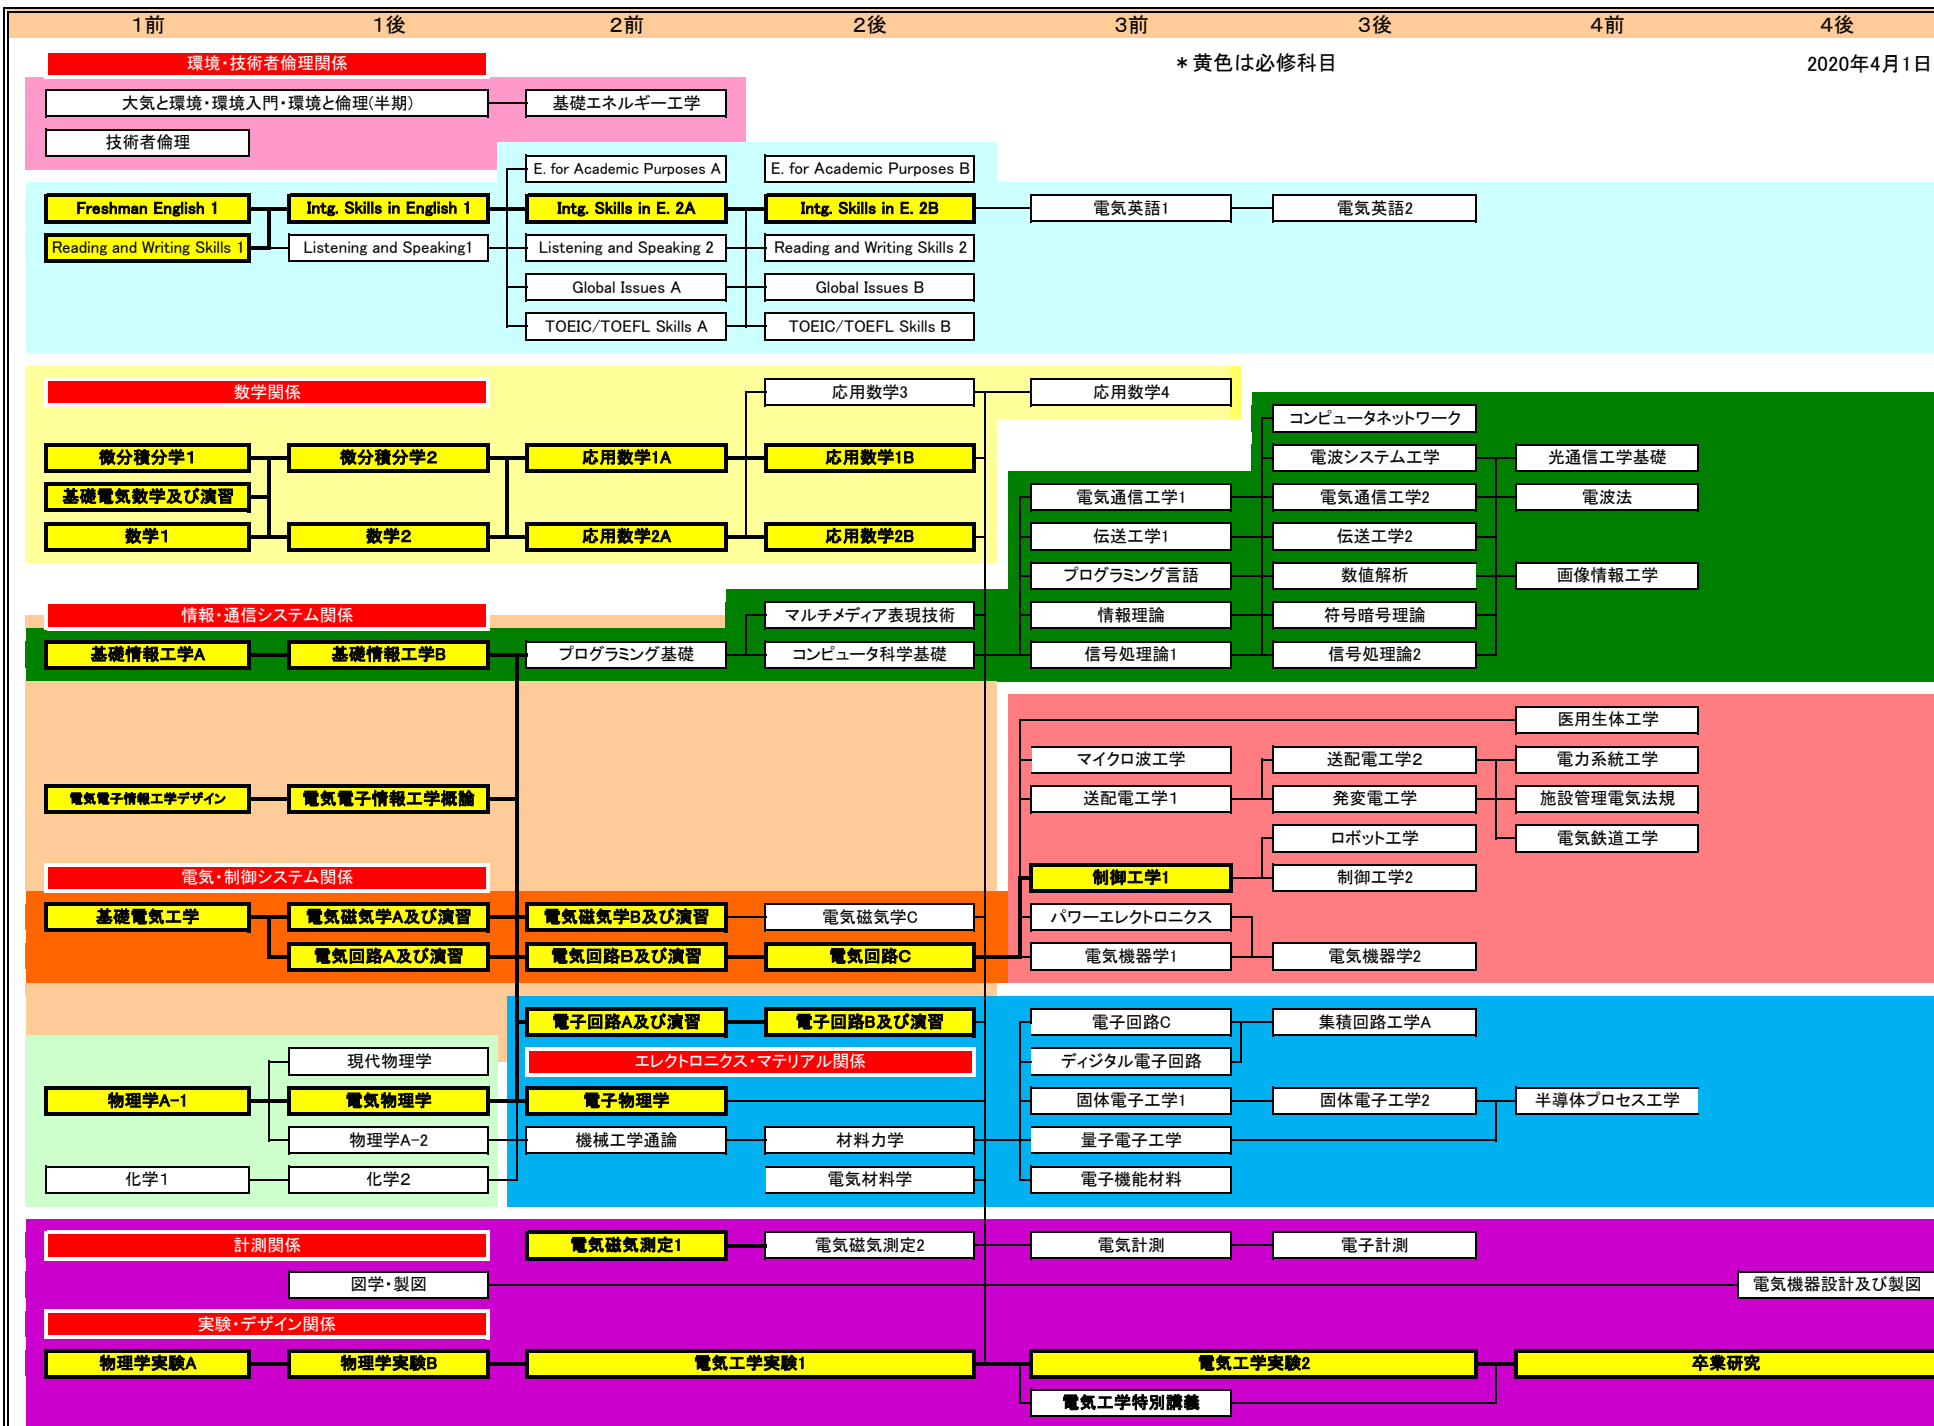 1前 1後 2前 2後 3前 3後 4前 4後
環境・技術者倫理関係 ＊黄色は必修科目 2020年4月1日
大気と環境・環境入門・環境と倫理(半期) 基礎エネルギー工学
技術者倫理
E. for Academic Purposes A E. for Academic Purposes B
Freshman English 1 Intg. Skills in English 1 Intg. Skills in E. 2A Intg. Skills in E. 2B 電気英語1 電気英語2
Reading and Writing Skills 1 Listening and Speaking1 Listening and Speaking 2 Reading and Writing Skills 2
Global Issues A Global Issues B
TOEIC/TOEFL Skills A TOEIC/TOEFL Skills B
数学関係 応用数学3 応用数学4
コンピュータネットワーク
微分積分学1 微分積分学2 応用数学1A 応用数学1B 電波システム工学 光通信工学基礎
基礎電気数学及び演習 電気通信工学1 電気通信工学2 電波法
数学1 数学2 応用数学2A 応用数学2B 伝送工学1 伝送工学2
プログラミング言語 数値解析 画像情報工学
情報・通信システム関係 マルチメディア表現技術 情報理論 符号暗号理論
基礎情報工学A 基礎情報工学B プログラミング基礎 コンピュータ科学基礎 信号処理論1 信号処理論2
医用生体工学
マイクロ波工学 送配電工学2 電力系統工学
電気電子情報工学デザイン 電気電子情報工学概論 送配電工学1 発変電工学 施設管理電気法規
ロボット工学 電気鉄道工学
電気・制御システム関係 制御工学1 制御工学2
基礎電気工学 電気磁気学A及び演習 電気磁気学B及び演習 電気磁気学C パワーエレクトロニクス
電気回路A及び演習 電気回路B及び演習 電気回路C 電気機器学1 電気機器学2
電子回路A及び演習 電子回路B及び演習 電子回路C 集積回路工学A
現代物理学 エレクトロニクス・マテリアル関係 ディジタル電子回路
物理学A-1 電気物理学 電子物理学 固体電子工学1 固体電子工学2 半導体プロセス工学
物理学A-2 機械工学通論 材料力学 量子電子工学
化学1 化学2 電気材料学 電子機能材料
計測関係 電気磁気測定1 電気磁気測定2 電気計測 電子計測
図学・製図 電気機器設計及び製図
実験・デザイン関係
物理学実験A 物理学実験B 電気工学実験1 電気工学実験2 卒業研究
電気工学特別講義